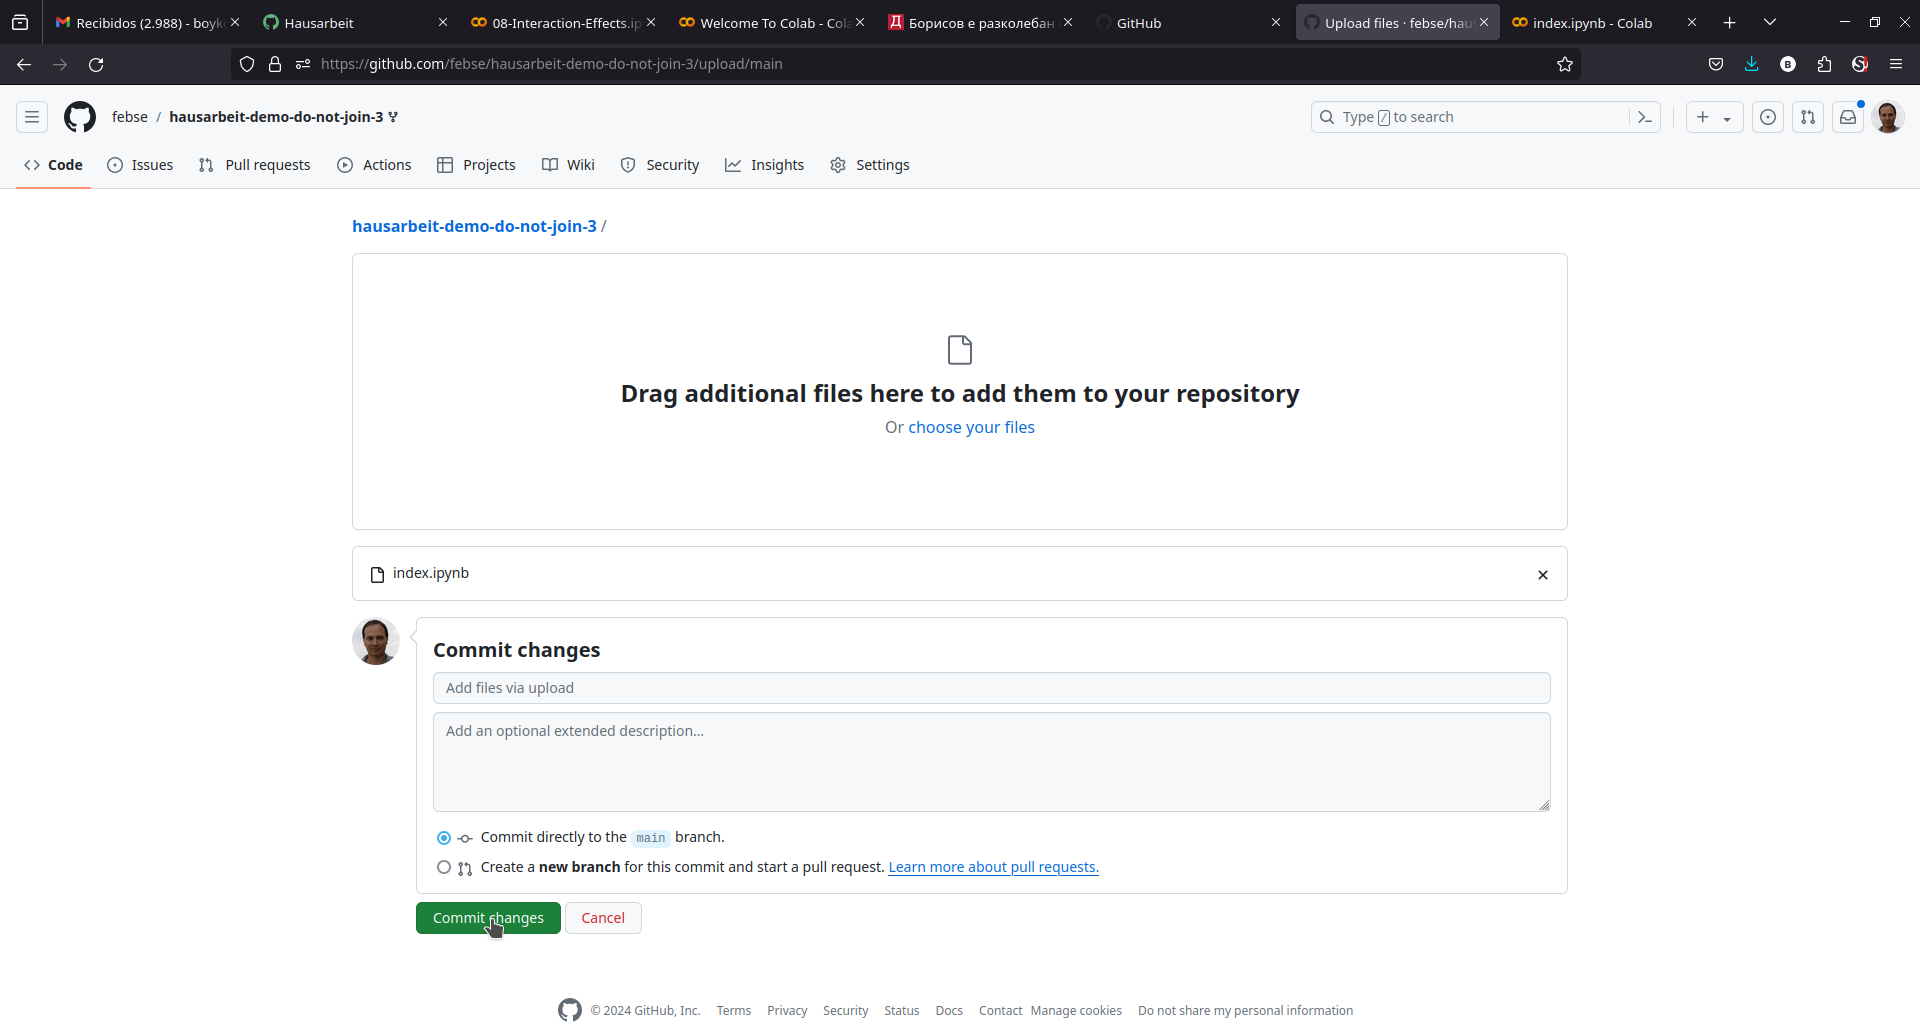 Recibidos (2.988) - boyk
Hausarbeit
08-Interaction-Effects.ip
Welcome To Colab - Cola
Борисов е разколебан
GitHub
Upload files · febse/hau
index.ipynb - Colab
https://github.com/febse/hausarbeit-demo-do-not-join-3/upload/main
febse / hausarbeit-demo-do-not-join-3
Type / to search
Code
Issues
Pull requests
Actions
Projects
Wiki
Security
Insights
Settings
hausarbeit-demo-do-not-join-3 /
Drag additional files here to add them to your repository
Or choose your files
index.ipynb
Commit changes
Add files via upload
Add an optional extended description...
Commit directly to the main branch.
Create a new branch for this commit and start a pull request. Learn more about pull requests.
Commit changes
Cancel
© 2024 GitHub, Inc. Terms Privacy Security Status Docs Contact Manage cookies Do not share my personal information